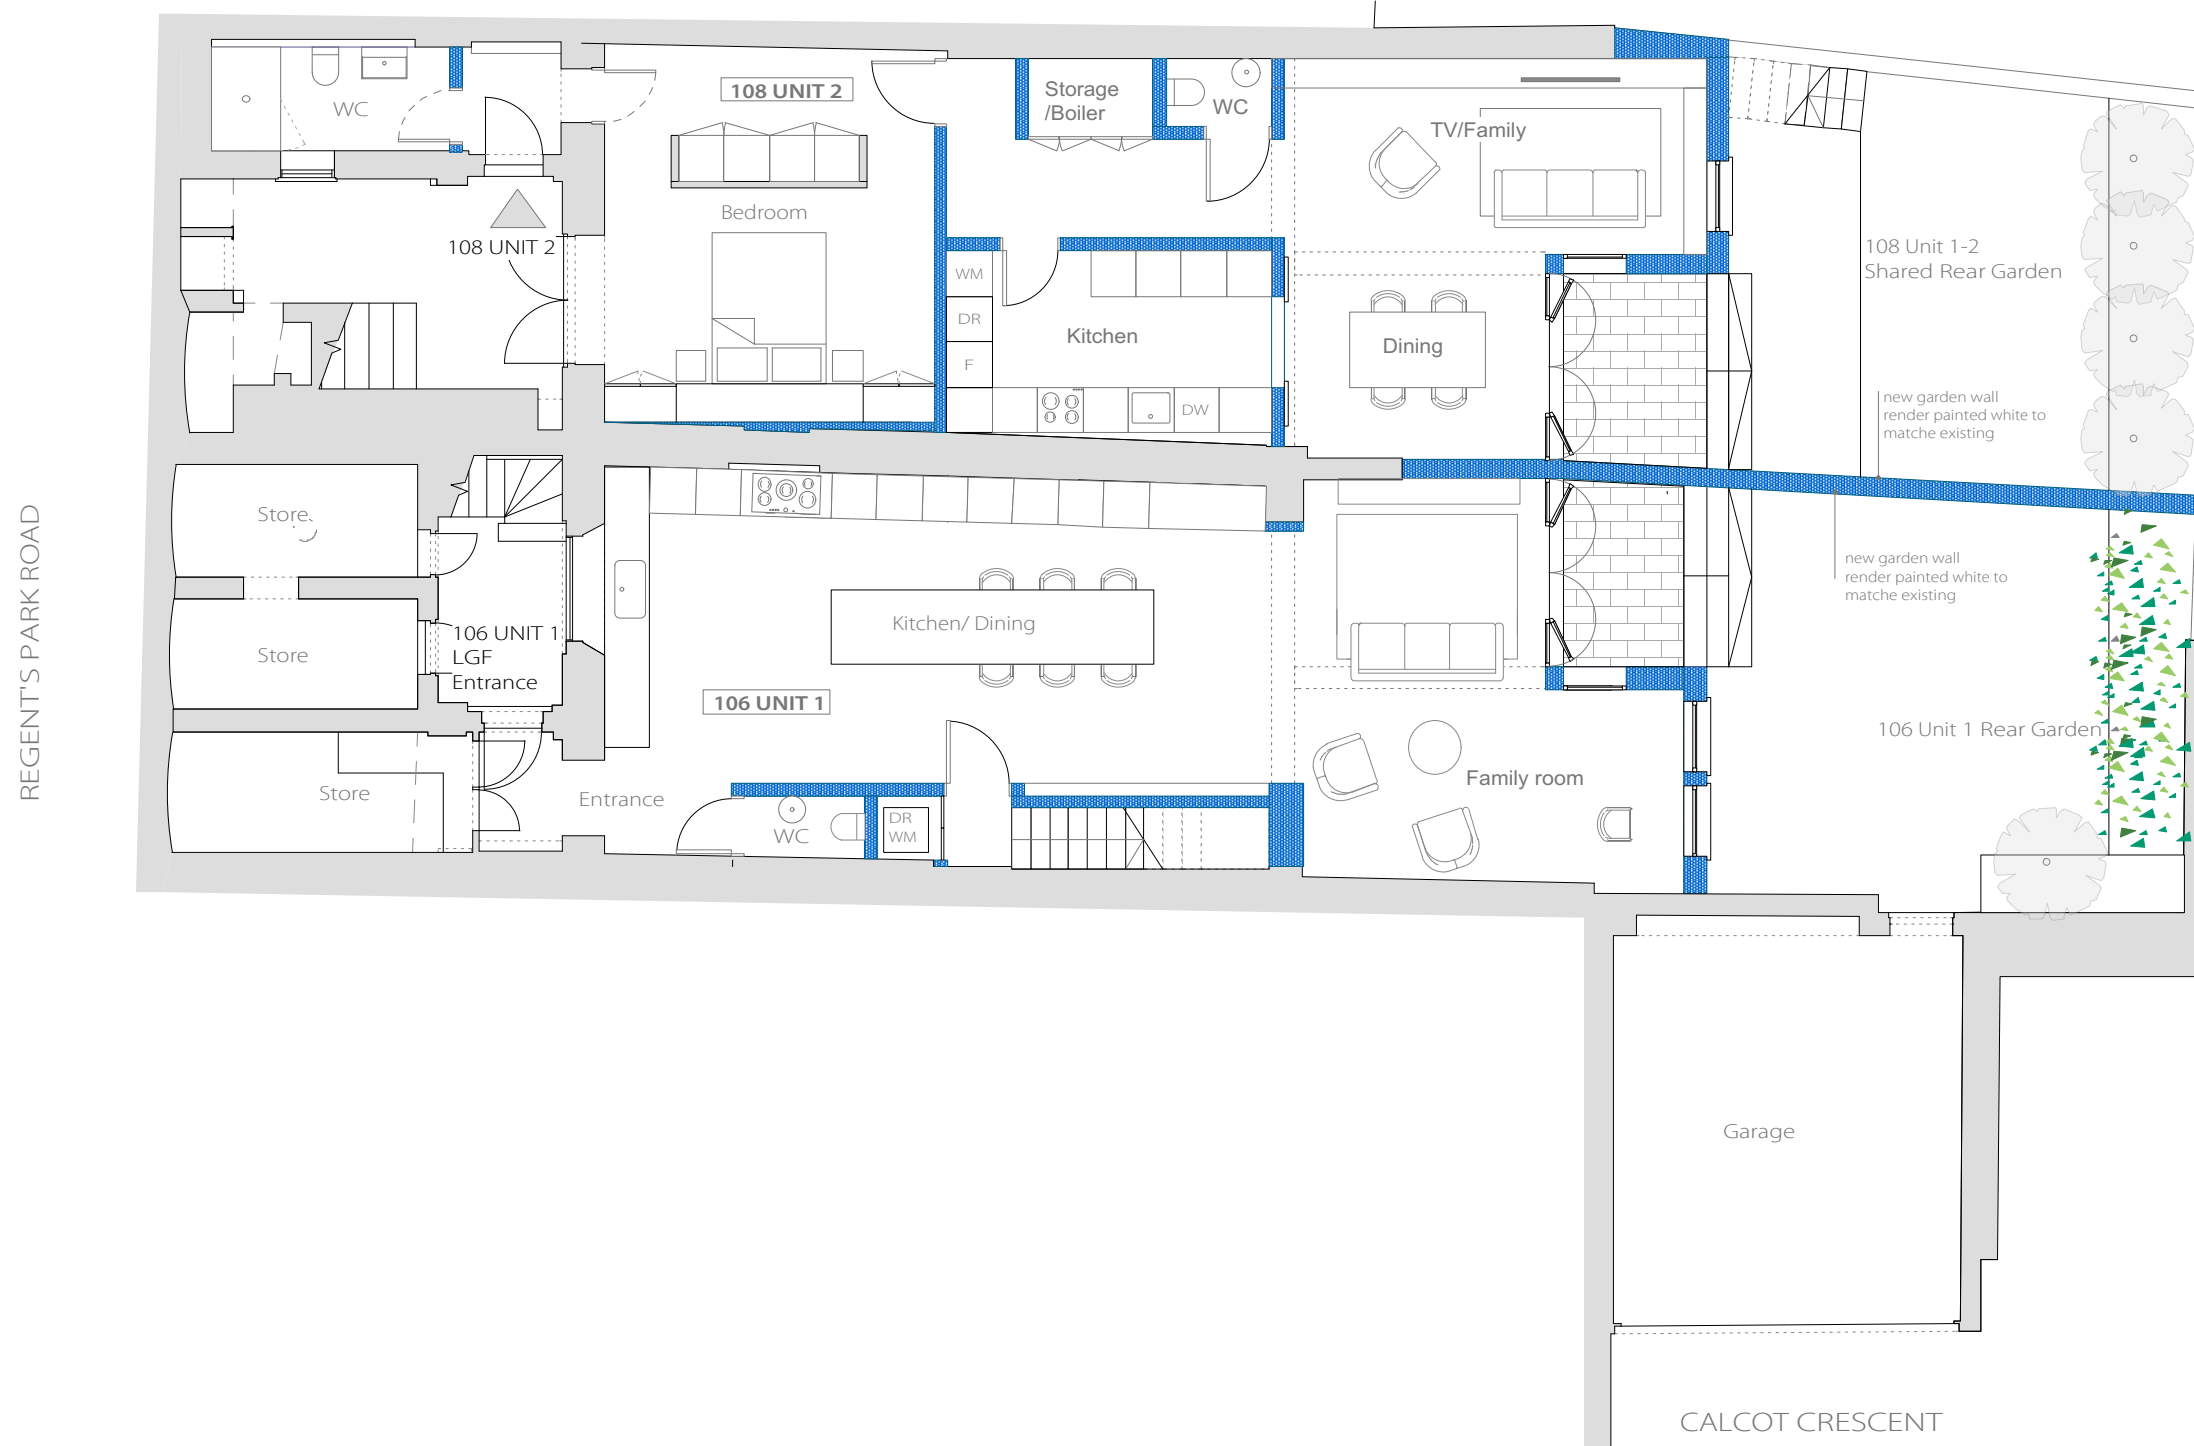 108 UNIT 2
Storage
/Boiler
WC
WC
TV/Family
Bedroom
108 UNIT 2
108 Unit 1-2
Shared Rear Garden
WM
DR
F
Kitchen
Dining
DW
new garden wall
render painted white to
matche existing
REGENT'S PARK ROAD
Store
Store
Store
106 UNIT 1
LGF
Entrance
Kitchen/ Dining
new garden wall
render painted white to
matche existing
106 UNIT 1
106 Unit 1 Rear Garden
Family room
Entrance
WC
DR
WM
Garage
CALCOT CRESCENT